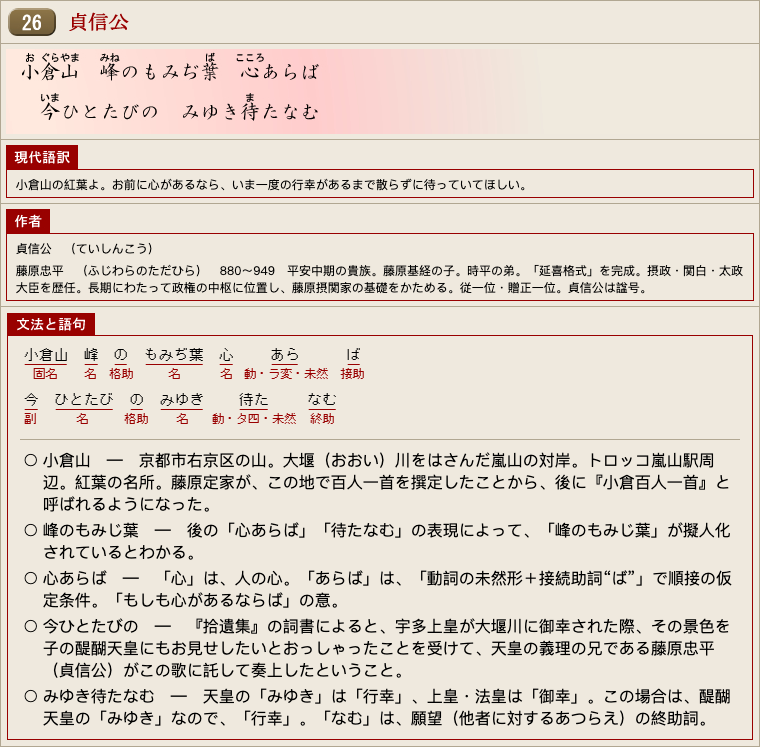 26 貞信公
小倉山 峰のもみぢ葉 心あらば
今ひとたびの みゆき待たなむ
現代語訳
小倉山の紅葉よ。お前に心があるなら、いま一度の行幸があるまで散らずに待っていてほしい。
作者
貞信公 （ていしんこう）
藤原忠平 （ふじわらのただひら） 880～949 平安中期の貴族。藤原基経の子。時平の弟。「延喜格式」を完成。摂政・関白・太政
大臣を歴任。長期にわたって政権の中枢に位置し、藤原摂関家の基礎をかためる。従一位・贈正一位。貞信公は諡号。
文法と語句
小倉山 峰 の もみぢ葉 心 あら ば
固名 名 格助 名 名 動・ラ変・未然 接助
今 ひとたび の みゆき 待た なむ
副 名 格助 名 動・タ四・未然 終助
○ 小倉山 ― 京都市右京区の山。大堰（おおい）川をはさんだ嵐山の対岸。トロッコ嵐山駅周
辺。紅葉の名所。藤原定家が、この地で百人一首を撰定したことから、後に『小倉百人一首』と
呼ばれるようになった。
○ 峰のもみじ葉 ― 後の「心あらば」「待たなむ」の表現によって、「峰のもみじ葉」が擬人化
されているとわかる。
○ 心あらば ― 「心」は、人の心。「あらば」は、「動詞の未然形＋接続助詞“ば”」で順接の仮
定条件。「もしも心があるならば」の意。
○ 今ひとたびの ― 『拾遺集』の詞書によると、宇多上皇が大堰川に御幸された際、その景色を
子の醍醐天皇にもお見せしたいとおっしゃったことを受けて、天皇の義理の兄である藤原忠平
（貞信公）がこの歌に託して奏上したということ。
○ みゆき待たなむ ― 天皇の「みゆき」は「行幸」、上皇・法皇は「御幸」。この場合は、醍醐
天皇の「みゆき」なので、「行幸」。「なむ」は、願望（他者に対するあつらえ）の終助詞。